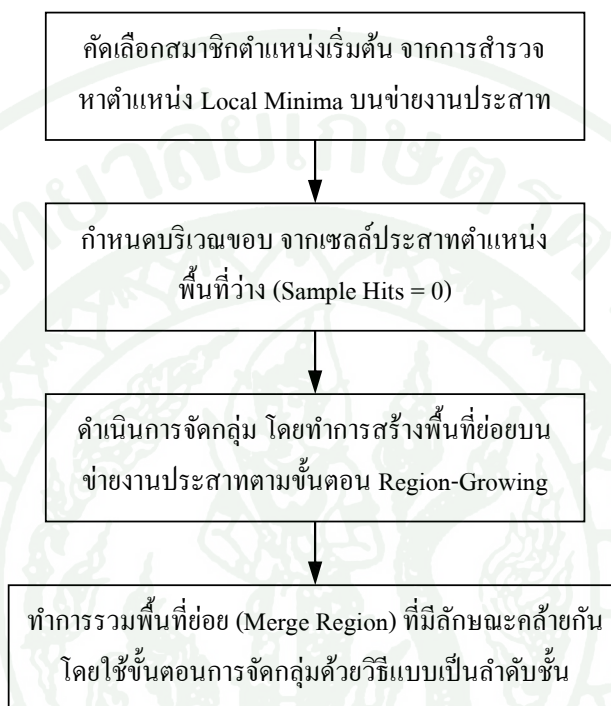 คัดเลือกสมาชิกตำแหน่งเริ่มต้น จากการสำรวจ
หาตำแหน่ง Local Minima บนข่ายงานประสาท
กำหนดบริเวณขอบ จากเซลล์ประสาทตำแหน่ง
พื้นที่ว่าง (Sample Hits = 0)
ดำเนินการจัดกลุ่ม โดยทำการสร้างพื้นที่ย่อยบน
ข่ายงานประสาทตามขั้นตอน Region-Growing
ทำการรวมพื้นที่ย่อย (Merge Region) ที่มีลักษณะคล้ายกัน
โดยใช้ขั้นตอนการจัดกลุ่มด้วยวิธีแบบเป็นลำดับชั้น